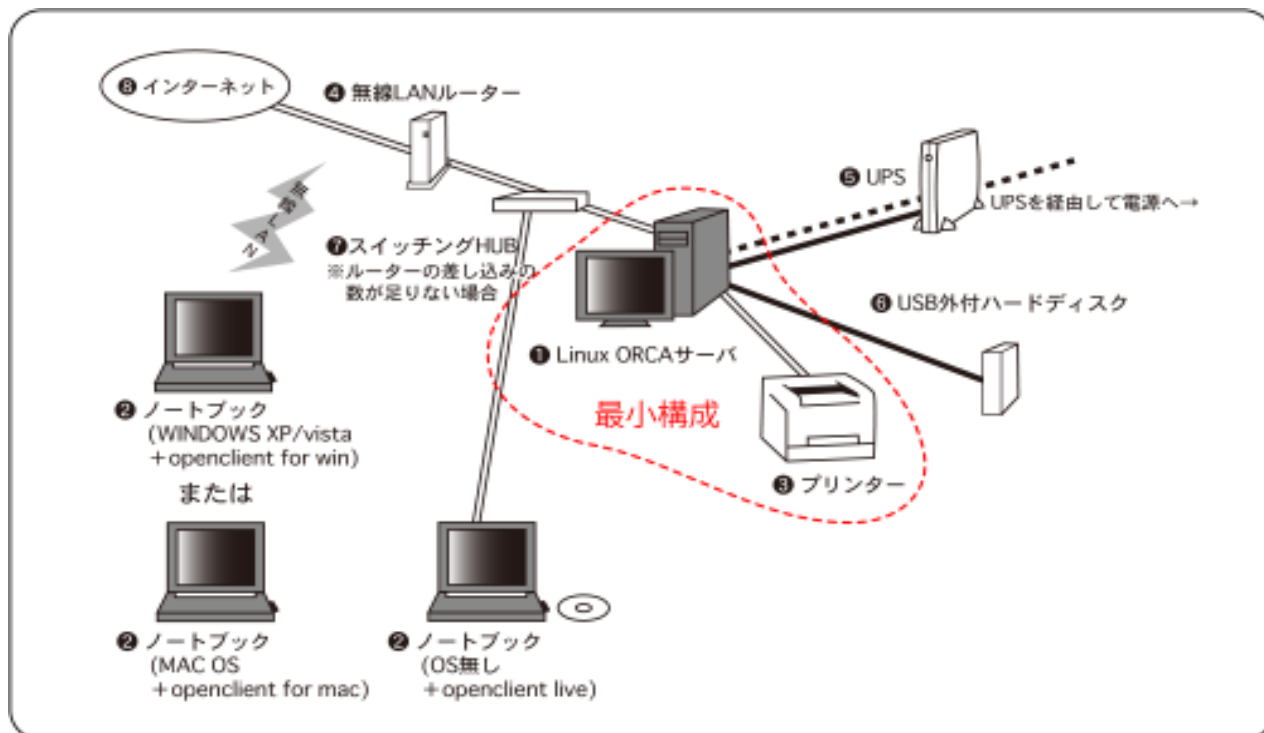 ❽ インターネット
❹ 無線LANルーター
無線LAN
❺ UPS
UPSを経由して電源へ→
❼スイッチングHUB
※ルーターの差し込みの
数が足りない場合
❻ USB外付ハードディスク
❶ Linux ORCAサーバ
最小構成
❸ プリンター
❷ ノートブック
(WINDOWS XP/vista
+openclient for win)
または
❷ ノートブック
(MAC OS
+openclient for mac)
❷ ノートブック
(OS無し
+openclient live)